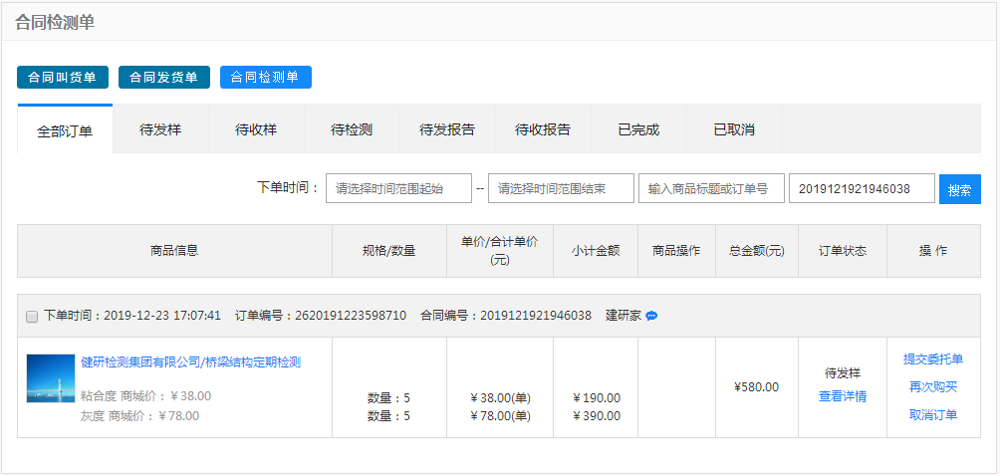 合同检测单
合同叫货单 合同发货单 合同检测单
全部订单 待发样 待收样 待检测 待发报告 待收报告 已完成 已取消
下单时间： 请选择时间范围起始 -- 请选择时间范围结束 输入商品标题或订单号 2019121921946038 搜索
商品信息 规格/数量 单价/合计单价(元) 小计金额 商品操作 总金额(元) 订单状态 操 作
下单时间：2019-12-23 17:07:41 订单编号：2620191223598710 合同编号：2019121921946038 建研家
健研检测集团有限公司/桥梁结构定期检测
粘合度 商城价：￥38.00 数量：5 ￥38.00(单) ￥190.00
灰度 商城价：￥78.00 数量：5 ￥78.00(单) ￥390.00
¥580.00
待发样
查看详情
提交委托单
再次购买
取消订单